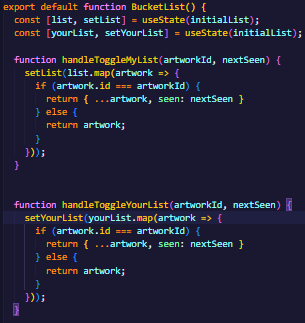 export default function BucketList() {
  const [list, setList] = useState(initialList);
  const [yourList, setYourList] = useState(initialList);

  function handleToggleMyList(artworkId, nextSeen) {
    setList(list.map(artwork => {
      if (artwork.id === artworkId) {
        return { ...artwork, seen: nextSeen }
      } else {
        return artwork;
      }
    }));
  }

  function handleToggleYourList(artworkId, nextSeen) {
    setYourList(yourList.map(artwork => {
      if (artwork.id === artworkId) {
        return { ...artwork, seen: nextSeen }
      } else {
        return artwork;
      }
    }));
  }